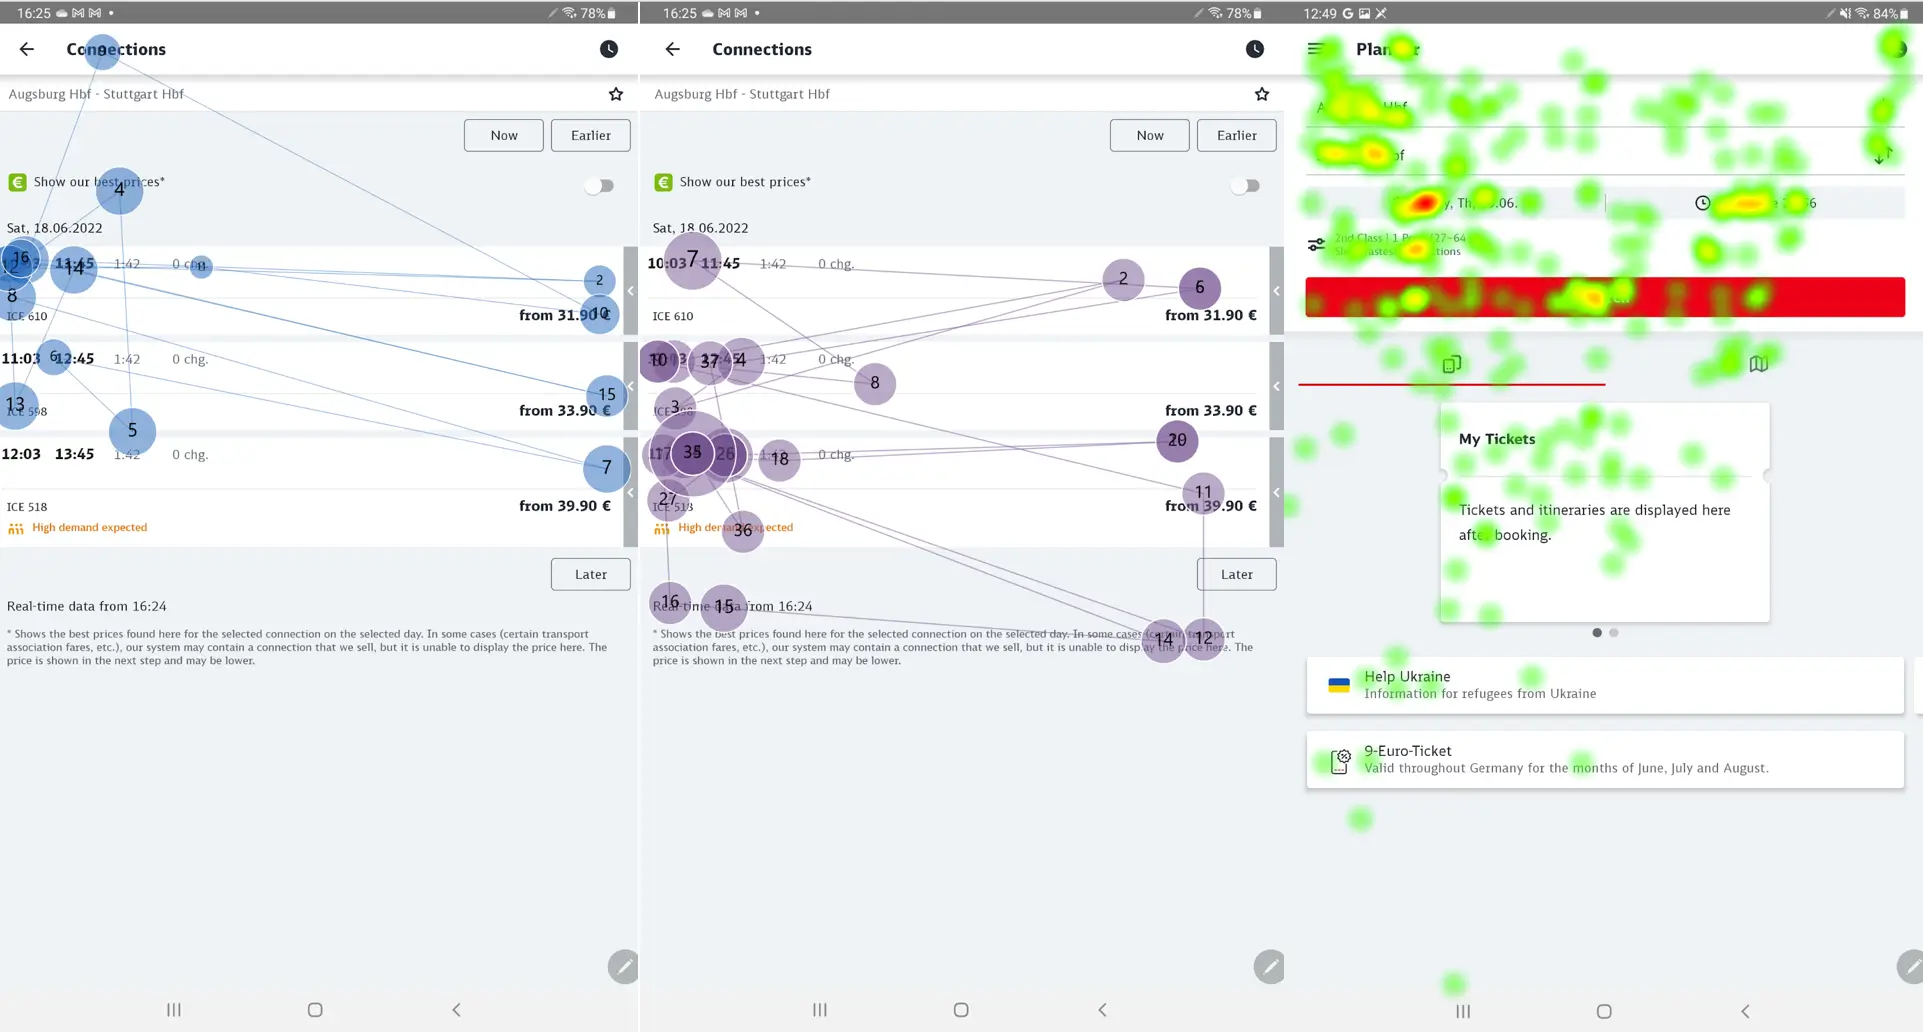 16:25
78%
Connections
Augsburg Hbf - Stuttgart Hbf
Now
Earlier
Show our best prices*
Sat, 18.06.2022
11:45 1:42 0 chg.
ICE 610
from 31.90 €
11:03 12:45 1:42 0 chg.
ICE 598
from 33.90 €
12:03 13:45 1:42 0 chg.
ICE 518
from 39.90 €
High demand expected
Later
Real-time data from 16:24
* Shows the best prices found here for the selected connection on the selected day. In some cases (certain transport
association fares, etc.), our system may contain a connection that we sell, but it is unable to display the price here. The
price is shown in the next step and may be lower.
9
4
16
12
14
11
8
2
10
6
13
5
15
7
16:25
78%
Connections
Augsburg Hbf - Stuttgart Hbf
Now
Earlier
Show our best prices*
Sat, 18.06.2022
10:03 11:45 1:42 0 chg.
ICE 610
from 31.90 €
1:42 0 chg.
ICE
from 33.90 €
0 chg.
ICE 518
from 39.90 €
High demand expected
Later
Real-time data from 16:24
* Shows the best prices found here for the selected connection on the selected day. In some cases (certain transport
association fares, etc.), our system may contain a connection that we sell, but it is unable to display the price here. The
price is shown in the next step and may be lower.
7
2
6
10
37
4
8
3
17
35
26
18
20
11
27
36
16
15
14
12
12:49
84%
Planner
Hbf
Hbf
2nd Class
My Tickets
Tickets and itineraries are displayed here
after booking.
Help Ukraine
Information for refugees from Ukraine
9-Euro-Ticket
Valid throughout Germany for the months of June, July and August.